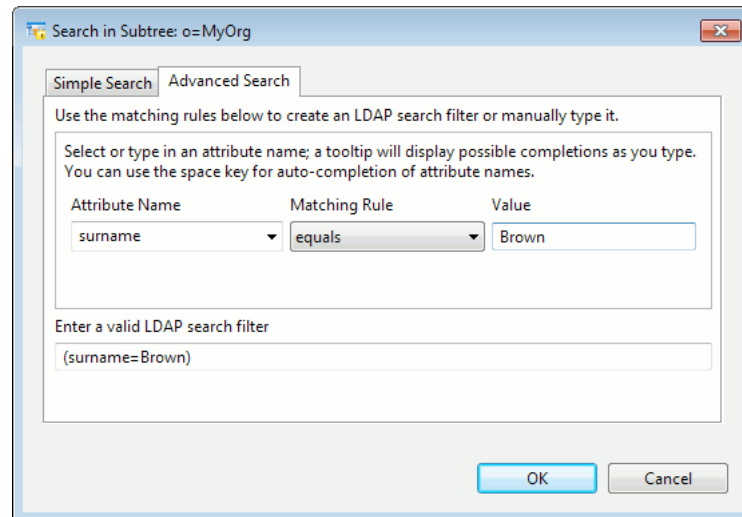 Search in Subtree: o=MyOrg
Simple Search
Advanced Search
Use the matching rules below to create an LDAP search filter or manually type it.
Select or type in an attribute name; a tooltip will display possible completions as you type.
You can use the space key for auto-completion of attribute names.
Attribute Name Matching Rule Value
surname equals Brown
Enter a valid LDAP search filter
(surname=Brown)
OK Cancel